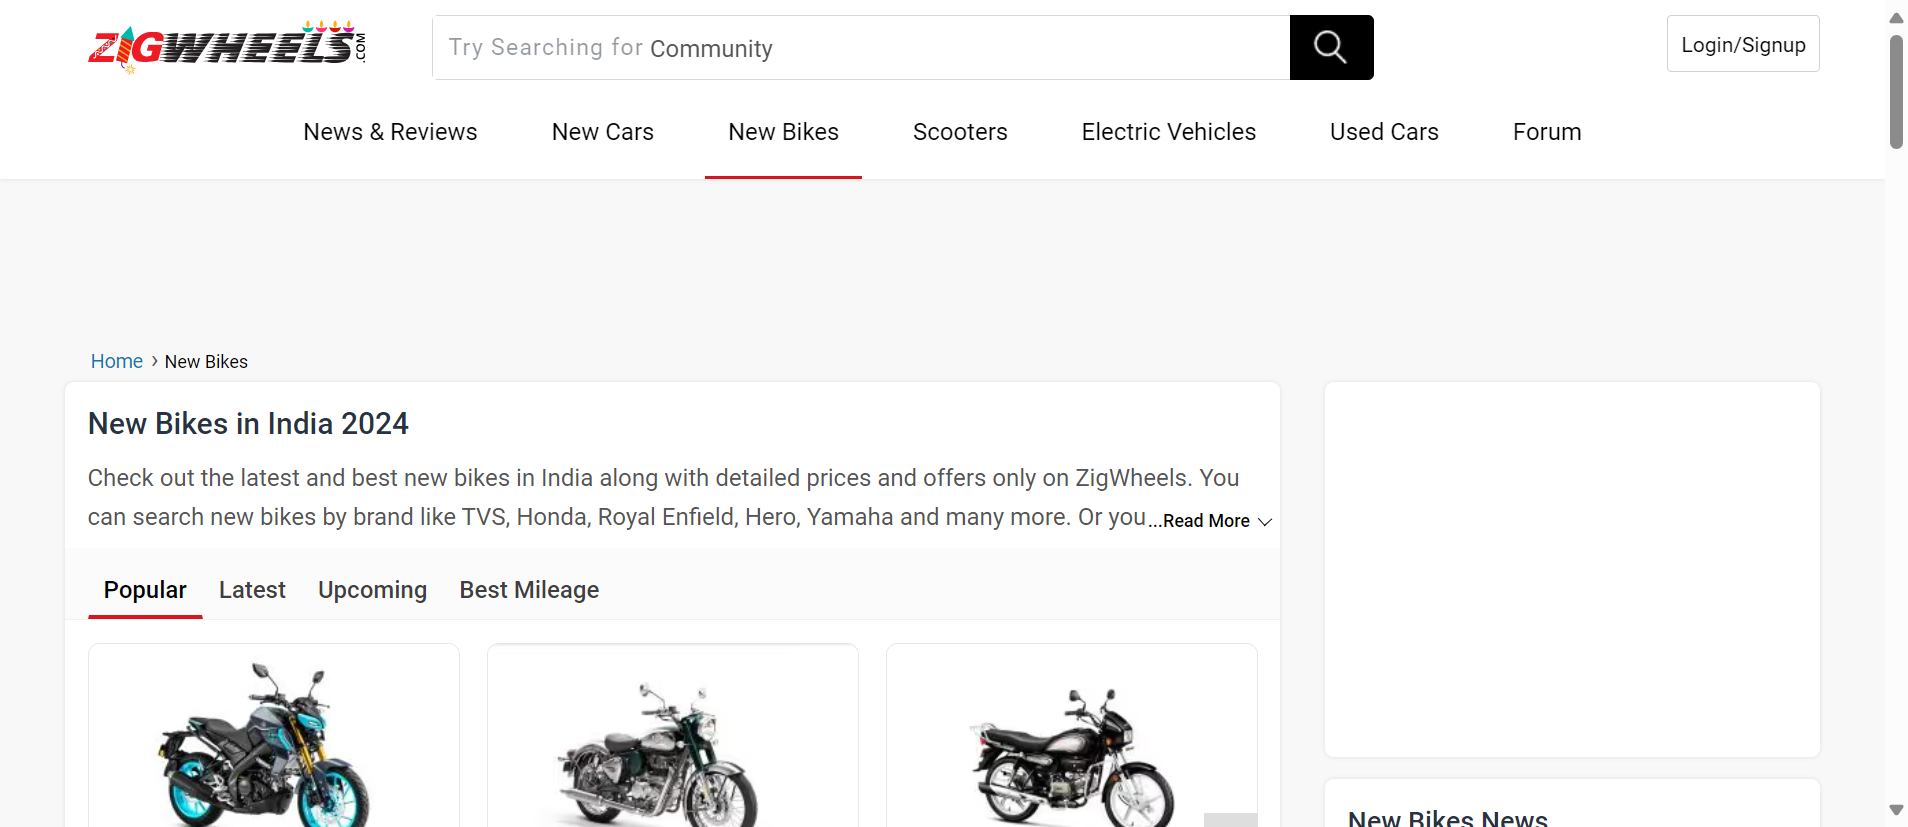 ZIGWHEELS.COM
Try Searching for Community
Login/Signup
News & Reviews
New Cars
New Bikes
Scooters
Electric Vehicles
Used Cars
Forum
Home › New Bikes
New Bikes in India 2024
Check out the latest and best new bikes in India along with detailed prices and offers only on ZigWheels. You
can search new bikes by brand like TVS, Honda, Royal Enfield, Hero, Yamaha and many more. Or you...Read More
Popular
Latest
Upcoming
Best Mileage
New Bikes News